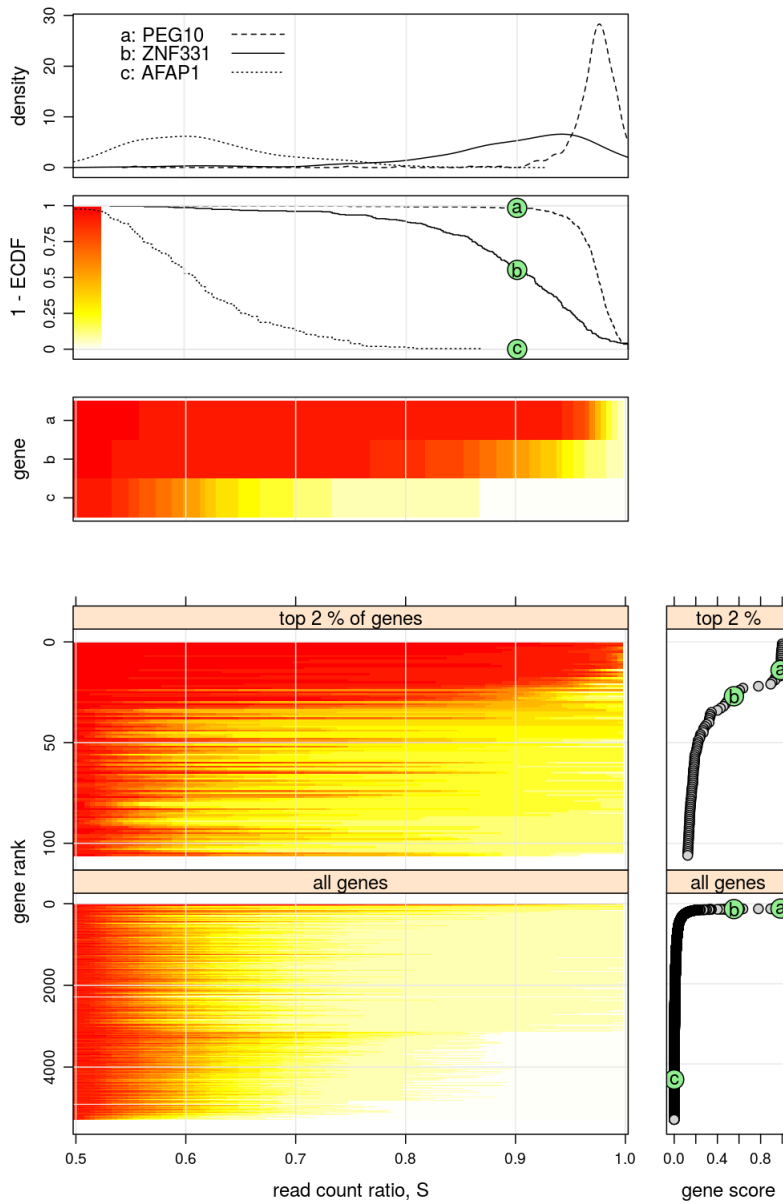 density
0 10 20 30
a: PEG10
b: ZNF331
c: AFAP1
1 - ECDF
0 0.25 0.5 0.75 1
a
b
c
gene
a
b
c
top 2 % of genes
top 2 %
gene rank
0
50
100
a
b
all genes
all genes
0
2000
4000
b
a
c
0.5 0.6 0.7 0.8 0.9 1.0
0.0 0.4 0.8
read count ratio, S
gene score